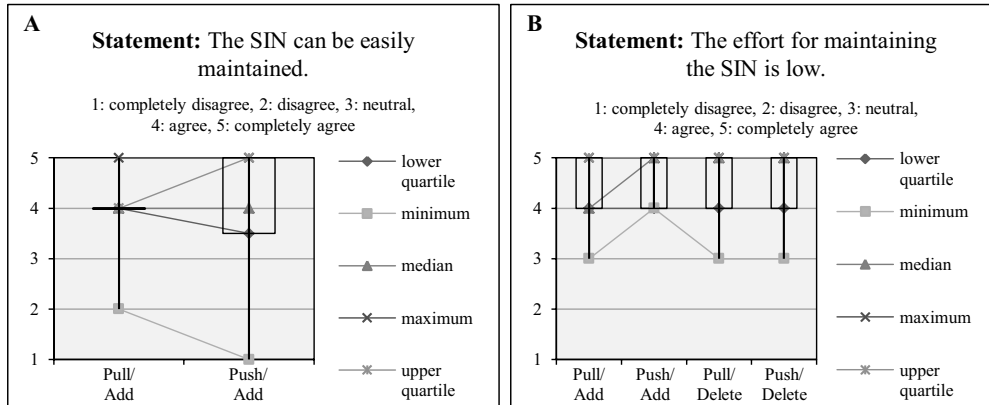 A
Statement: The SIN can be easily
maintained.
1: completely disagree, 2: disagree, 3: neutral,
4: agree, 5: completely agree
5
4
3
2
1
Pull/
Add
Push/
Add
lower
quartile
minimum
median
maximum
upper
quartile
B
Statement: The effort for maintaining
the SIN is low.
1: completely disagree, 2: disagree, 3: neutral,
4: agree, 5: completely agree
5
4
3
2
1
Pull/
Add
Push/
Add
Pull/
Delete
Push/
Delete
lower
quartile
minimum
median
maximum
upper
quartile